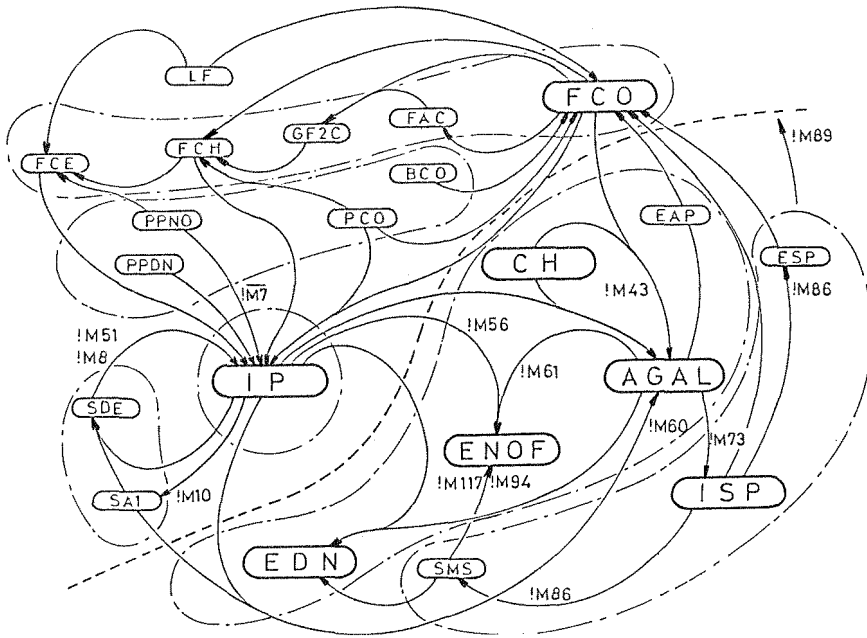 LF
FCO
FAC
GF2C
FCH
FCE
!M89
BCO
PPNO
PCO
EAP
CH
ESP
PPDN
!M7
!M43
!M86
!M51
!M8
!M56
IP
!M61
AGAL
SDE
!M60
!M73
ENOF
!M117
!M94
ISP
SA1
!M10
EDN
SMS
!M86